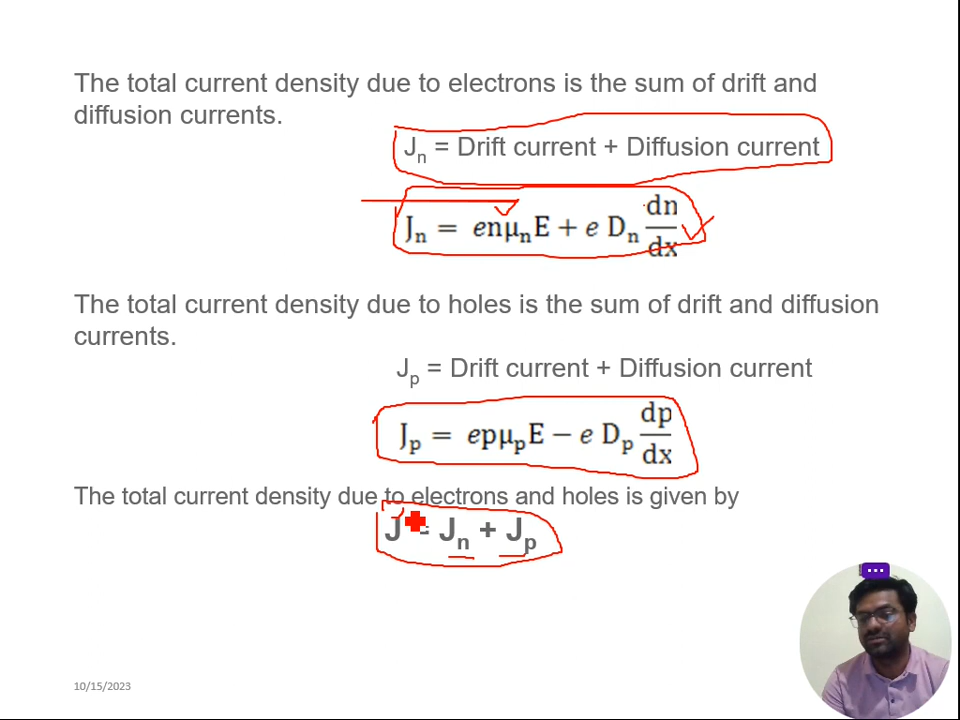 The total current density due to electrons is the sum of drift and
diffusion currents.
Jn = Drift current + Diffusion current
Jn = enμnE + e Dn dn/dx
The total current density due to holes is the sum of drift and diffusion
currents.
Jp = Drift current + Diffusion current
Jp = epμpE − e Dp dp/dx
The total current density due to electrons and holes is given by
J = Jn + Jp
10/15/2023